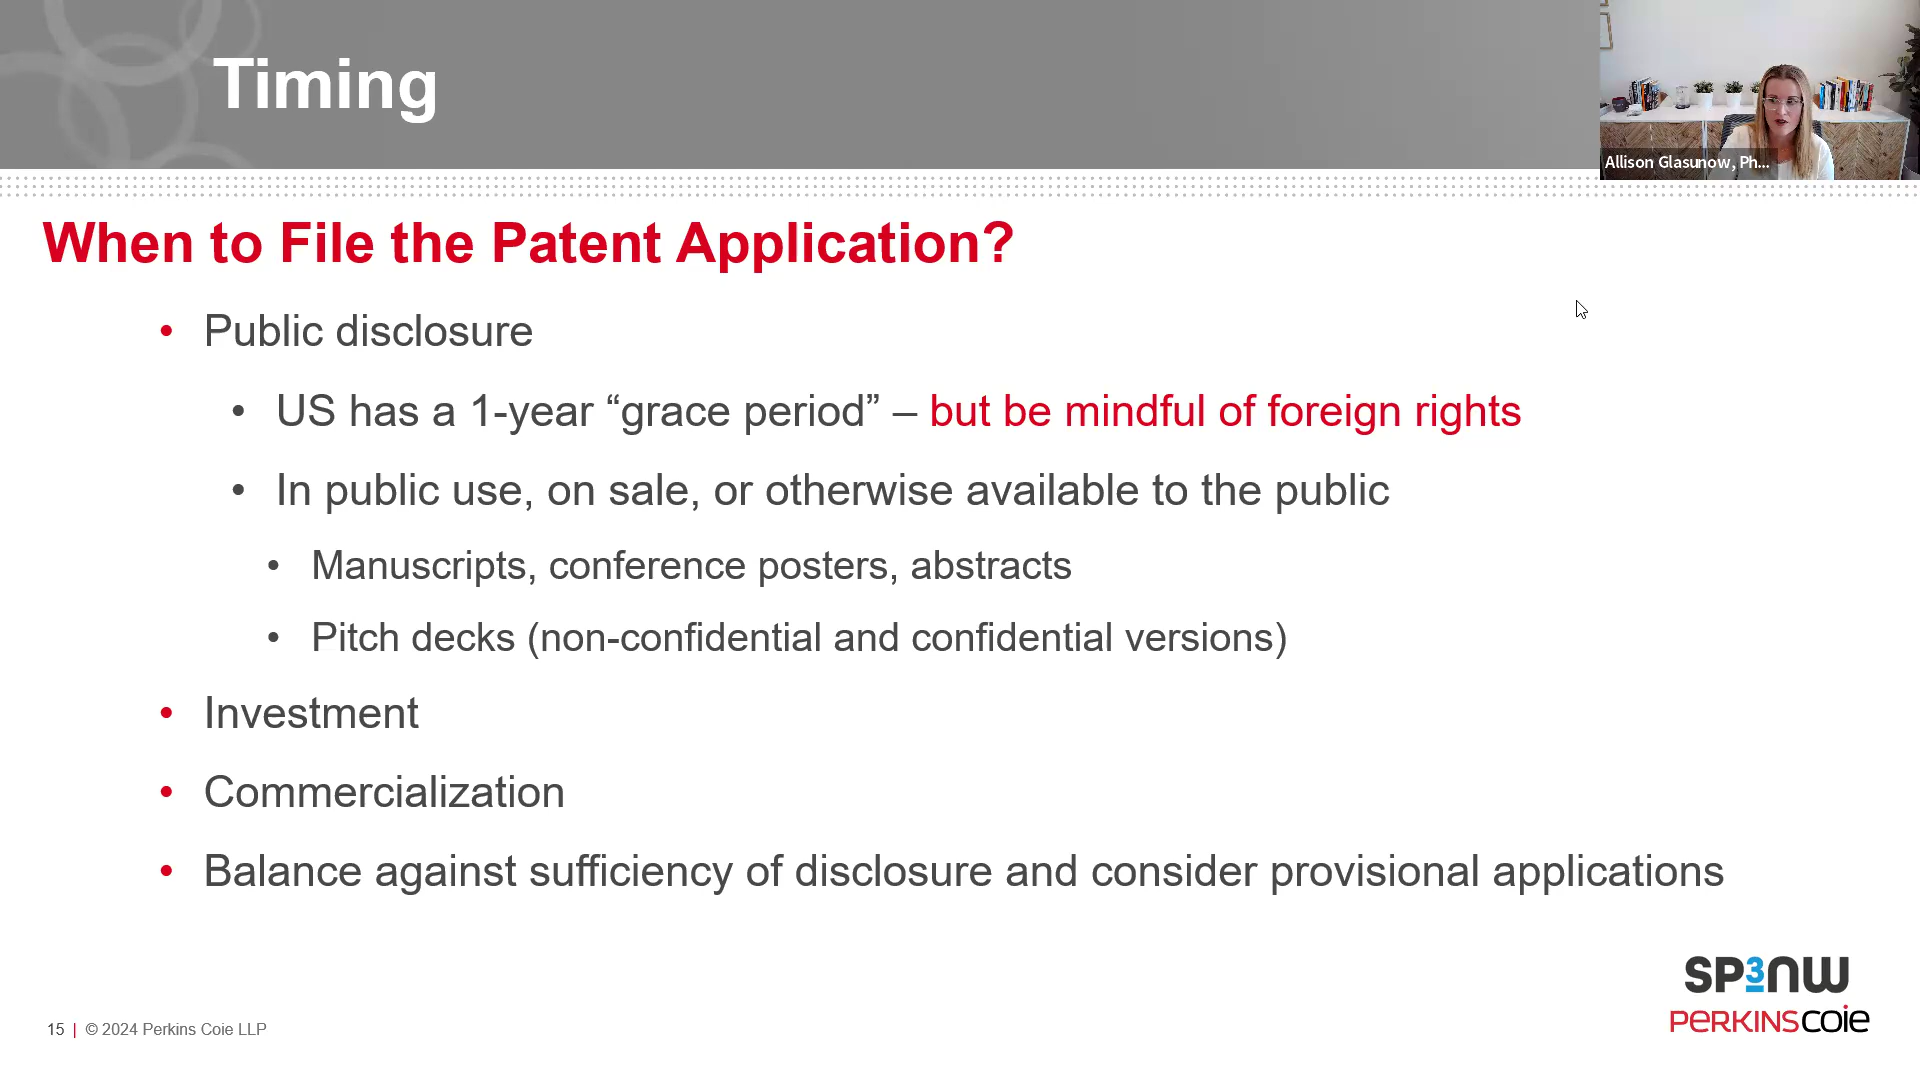 Timing
Allison Glasunow, Ph...
When to File the Patent Application?
• Public disclosure
• US has a 1-year “grace period” – but be mindful of foreign rights
• In public use, on sale, or otherwise available to the public
• Manuscripts, conference posters, abstracts
• Pitch decks (non-confidential and confidential versions)
• Investment
• Commercialization
• Balance against sufficiency of disclosure and consider provisional applications
SP3NW
PERKINSCOIE
15 | © 2024 Perkins Coie LLP